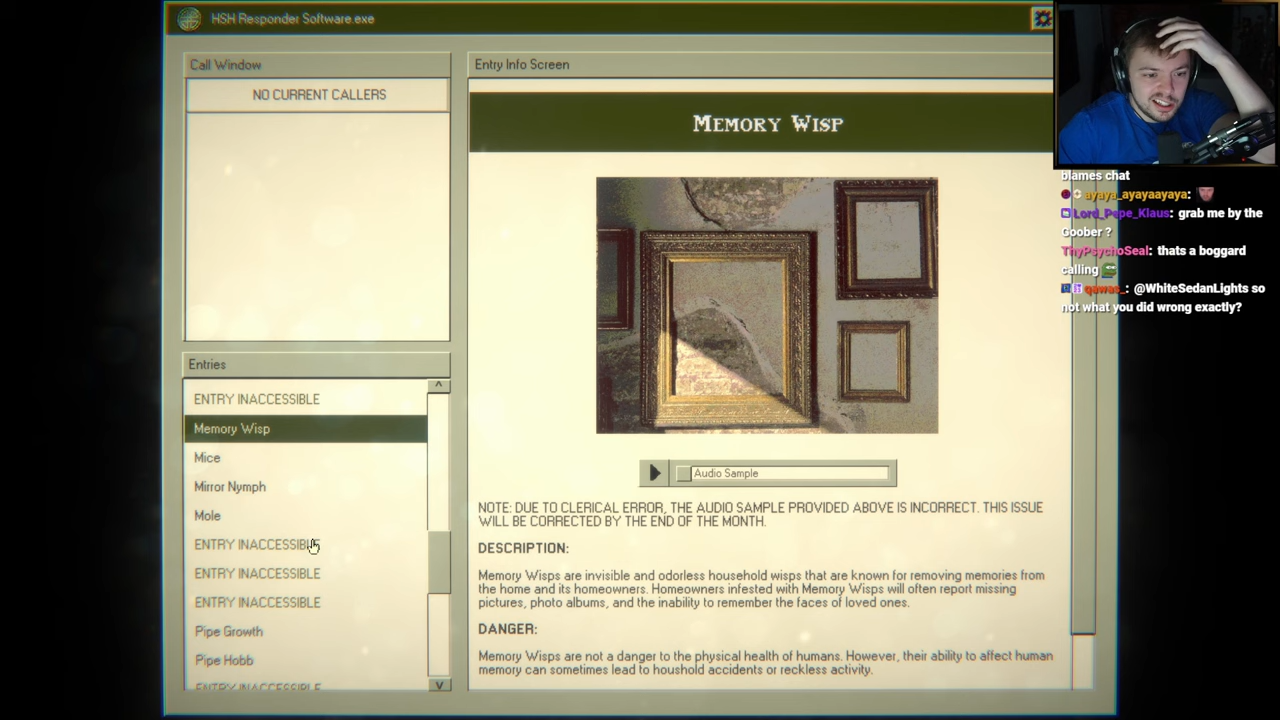 HSH Responder Software.exe
Call Window
NO CURRENT CALLERS
Entries
ENTRY INACCESSIBLE
Memory Wisp
Mice
Mirror Nymph
Mole
ENTRY INACCESSIBLE
ENTRY INACCESSIBLE
ENTRY INACCESSIBLE
Pipe Growth
Pipe Hobb
ENTRY INACCESSIBLE
Entry Info Screen
MEMORY WISP
Audio Sample
NOTE: DUE TO CLERICAL ERROR, THE AUDIO SAMPLE PROVIDED ABOVE IS INCORRECT. THIS ISSUE
WILL BE CORRECTED BY THE END OF THE MONTH.
DESCRIPTION:
Memory Wisps are invisible and odorless household wisps that are known for removing memories from
the home and its homeowners. Homeowners infested with Memory Wisps will often report missing
pictures, photo albums, and the inability to remember the faces of loved ones.
DANGER:
Memory Wisps are not a danger to the physical health of humans. However, their ability to affect human
memory can sometimes lead to houshold accidents or reckless activity.
blames chat
ayaya_ayayaayaya:
Lord_Pape_Klaus: grab me by the
Goober ?
ThyPsychoSeal: thats a boggard
calling
qawas_: @WhiteSedanLights so
not what you did wrong exactly?